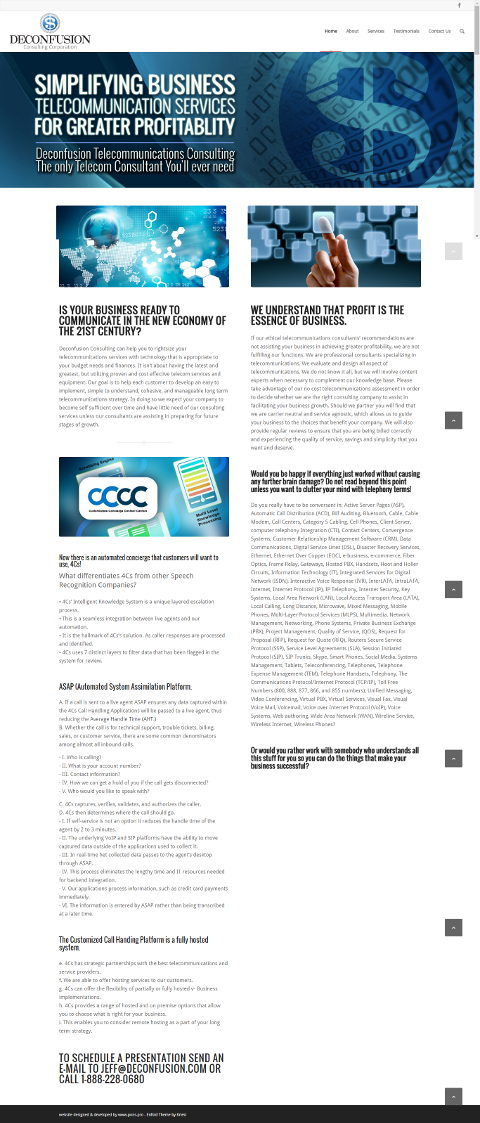 DECONFUSION
Consulting Corporation
Home About Services Testimonials Contact Us
SIMPLIFYING BUSINESS
TELECOMMUNICATION SERVICES
FOR GREATER PROFITABLITY
Deconfusion Telecommunications Consulting
The only Telecom Consultant You'll ever need
IS YOUR BUSINESS READY TO
COMMUNICATE IN THE NEW ECONOMY OF
THE 21ST CENTURY?
Deconfusion Consulting can help you to rightsize your
telecommunications services with technology that is appropriate to
your budget needs and finances. It isn't about having the latest and
greatest, but utilizing proven and cost effective telecom services and
equipment. Our goal is to help each customer to develop an easy to
implement, simple to understand, cohesive, and manageable long term
telecommunications strategy. In doing so we expect your company to
become self sufficient over time and have little need of our consulting
services unless our consultants are assisting in preparing for future
stages of growth.
CCCC
Customized Concierge Contact Center
Multi Level
Knowledge
Processing
Now there is an automated concierge that customers will want to
use, 4Cs!
What differentiates 4Cs from other Speech
Recognition Companies?
- 4Cs' Intelligent Knowledge System is a unique layered escalation
process.
- This is a seamless integration between live agents and our
automation.
- It is the hallmark of 4Cs's solution. As caller responses are processed
and identified.
- 4Cs uses 7 distinct layers to filter data that has been flagged in the
system for review.
ASAP (Automated System Assimilation Platform.
A. If a call is sent to a live agent ASAP ensures any data captured within
the 4Cs Call Handling Applications will be passed to a live agent, thus
reducing the Average Handle Time (AHT.)
B. Whether the call is for technical support, trouble tickets, billing,
sales, or customer service, there are some common denominators
among almost all inbound calls.
- I. Who is calling?
- II. What is your account number?
- III. Contact information?
- IV. How can we get a hold of you if the call gets disconnected?
- V. Who would you like to speak with?
C. 4Cs captures, verifies, validates, and authorizes the caller.
D. 4Cs then determines where the call should go.
- I. If self-service is not an option it reduces the handle time of the
agent by 2 to 3 minutes.
- II. The underlying VoIP and SIP platforms have the ability to move
captured data outside of the applications used to collect it.
- III. In real-time the collected data passes to the agent's desktop
through ASAP.
- IV. This process eliminates the lengthy time and IT resources needed
for backend integration.
- V. Our applications process information, such as credit card payments
immediately.
- VI. The information is entered by ASAP rather than being transcribed
at a later time.
The Customized Call Handing Platform is a fully hosted
system.
e. 4Cs has strategic partnerships with the best telecommunications and
service providers.
f. We are able to offer hosting services to our customers.
g. 4Cs can offer the flexibility of partially or fully hosted v- Business
implementations.
h. 4Cs provides a range of hosted and on premise options that allow
you to choose what is right for your business.
i. This enables you to consider remote hosting as a part of your long
term strategy.
TO SCHEDULE A PRESENTATION SEND AN
E-MAIL TO JEFF@DECONFUSION.COM OR
CALL 1-888-228-0680
WE UNDERSTAND THAT PROFIT IS THE
ESSENCE OF BUSINESS.
If our ethical telecommunications consultants' recommendations are
not assisting your business in achieving greater profitability, we are not
fulfilling our functions. We are professional consultants specializing in
telecommunications. We evaluate and design all aspect of
telecommunications. We do not know it all, but we will involve content
experts when necessary to complement our knowledge base. Please
take advantage of our no cost telecommunications assessment in order
to decide whether we are the right consulting company to assist in
facilitating your business growth. Should we partner you will find that
we are carrier neutral and service agnostic, which allows us to guide
your business to the choices that benefit your company. We will also
provide regular reviews to ensure that you are being billed correctly
and experiencing the quality of service, savings and simplicity that you
want and deserve.
Would you be happy if everything just worked without causing
any further brain damage? Do not read beyond this point
unless you want to clutter your mind with telephony terms!
Do you really have to be conversant in: Active Server Pages (ASP),
Automatic Call Distribution (ACD), Bill Auditing, Bluetooth, Cable, Cable
Modem, Call Centers, Category 5 Cabling, Cell Phones, Client Server,
computer telephony Integration (CTI), Contact Centers, Convergence
Systems, Customer Relationship Management Software (CRM), Data
Communications, Digital Service Lines (DSL), Disaster Recovery Services,
Ethernet, Ethernet Over Copper (EOC), e-Business, e-commerce, Fiber
Optics, Frame Relay, Gateways, Hosted PBX, Handsets, Hoot and Holler
Circuits, Information Technology (IT), Integrated Services for Digital
Network (ISDN), Interactive Voice Response (IVR), InterLATA, IntraLATA,
Internet, Internet Protocol (IP), IP Telephony, Internet Security, Key
Systems, Local Area Network (LAN), Local Access Transport Area (LATA),
Local Calling, Long Distance, Microwave, Mixed Messaging, Mobile
Phones, Multi-Layer Protocol Services (MLPS), Multimedia, Network
Management, Networking, Phone Systems, Private Business Exchange
(PBX), Project Management, Quality of Service, (QOS), Request for
Proposal (RFP), Request for Quote (RFQ), Routers Secure Service
Protocol (SSP), Service Level Agreements (SLA), Session Initiated
Protocol (SIP), SIP Trunks, Skype, Smart Phones, Social Media, Systems
Management, Tablets, Teleconferencing, Telephones, Telephone
Expense Management (TEM), Telephone Handsets, Telephony, The
Communications Protocol/Internet Protocol (TCP/IP), Toll Free
Numbers (800, 888, 877, 866, and 855 numbers), Unified Messaging,
Video Conferencing, Virtual PBX, Virtual Services, Visual Fax, Visual
Voice Mail, Voicemail, Voice over Internet Protocol (VoIP), Voice
Systems, Web authoring, Wide Area Network (WAN), Wireline Service,
Wireless Internet, Wireless Phones?
Or would you rather work with somebody who understands all
this stuff for you so you can do the things that make your
business successful?